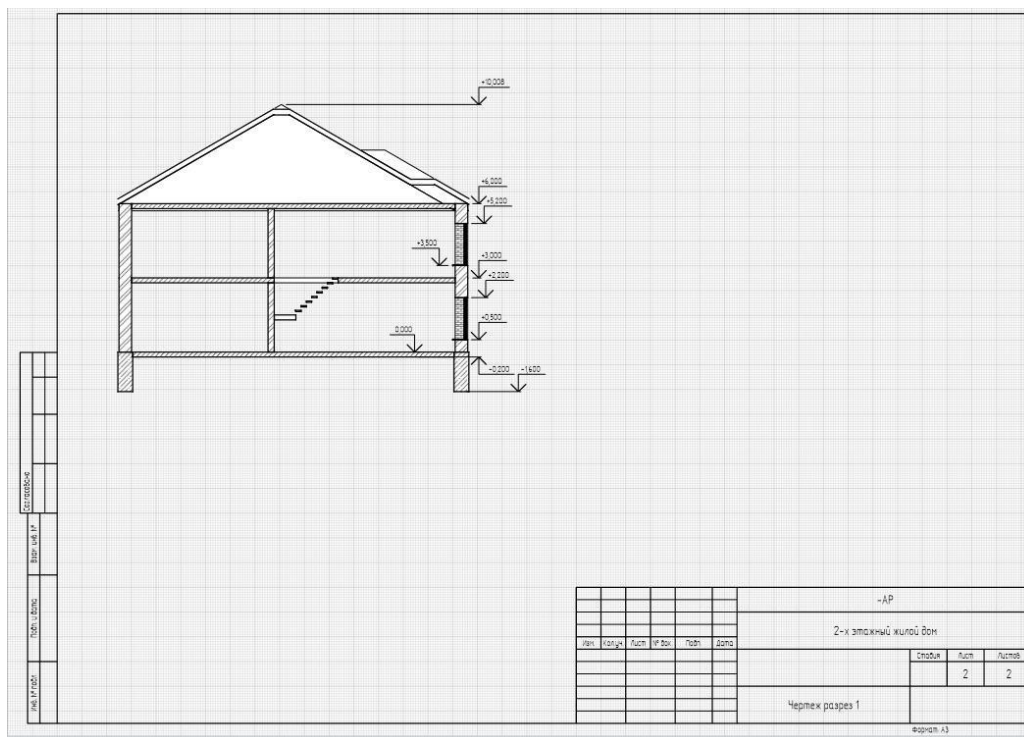 +10,008
+6,000
+5,200
+3,500
+3,000
+2,200
+0,500
0,000
-0,200
-1,600
Согласовано
Взам. инв. №
Подп. и дата
Инв. № подл.
-АР
2-х этажный жилой дом
Изм. Кол.уч Лист № док. Подп. Дата
Стадия Лист Листов
2 2
Чертеж разрез 1
Формат А3